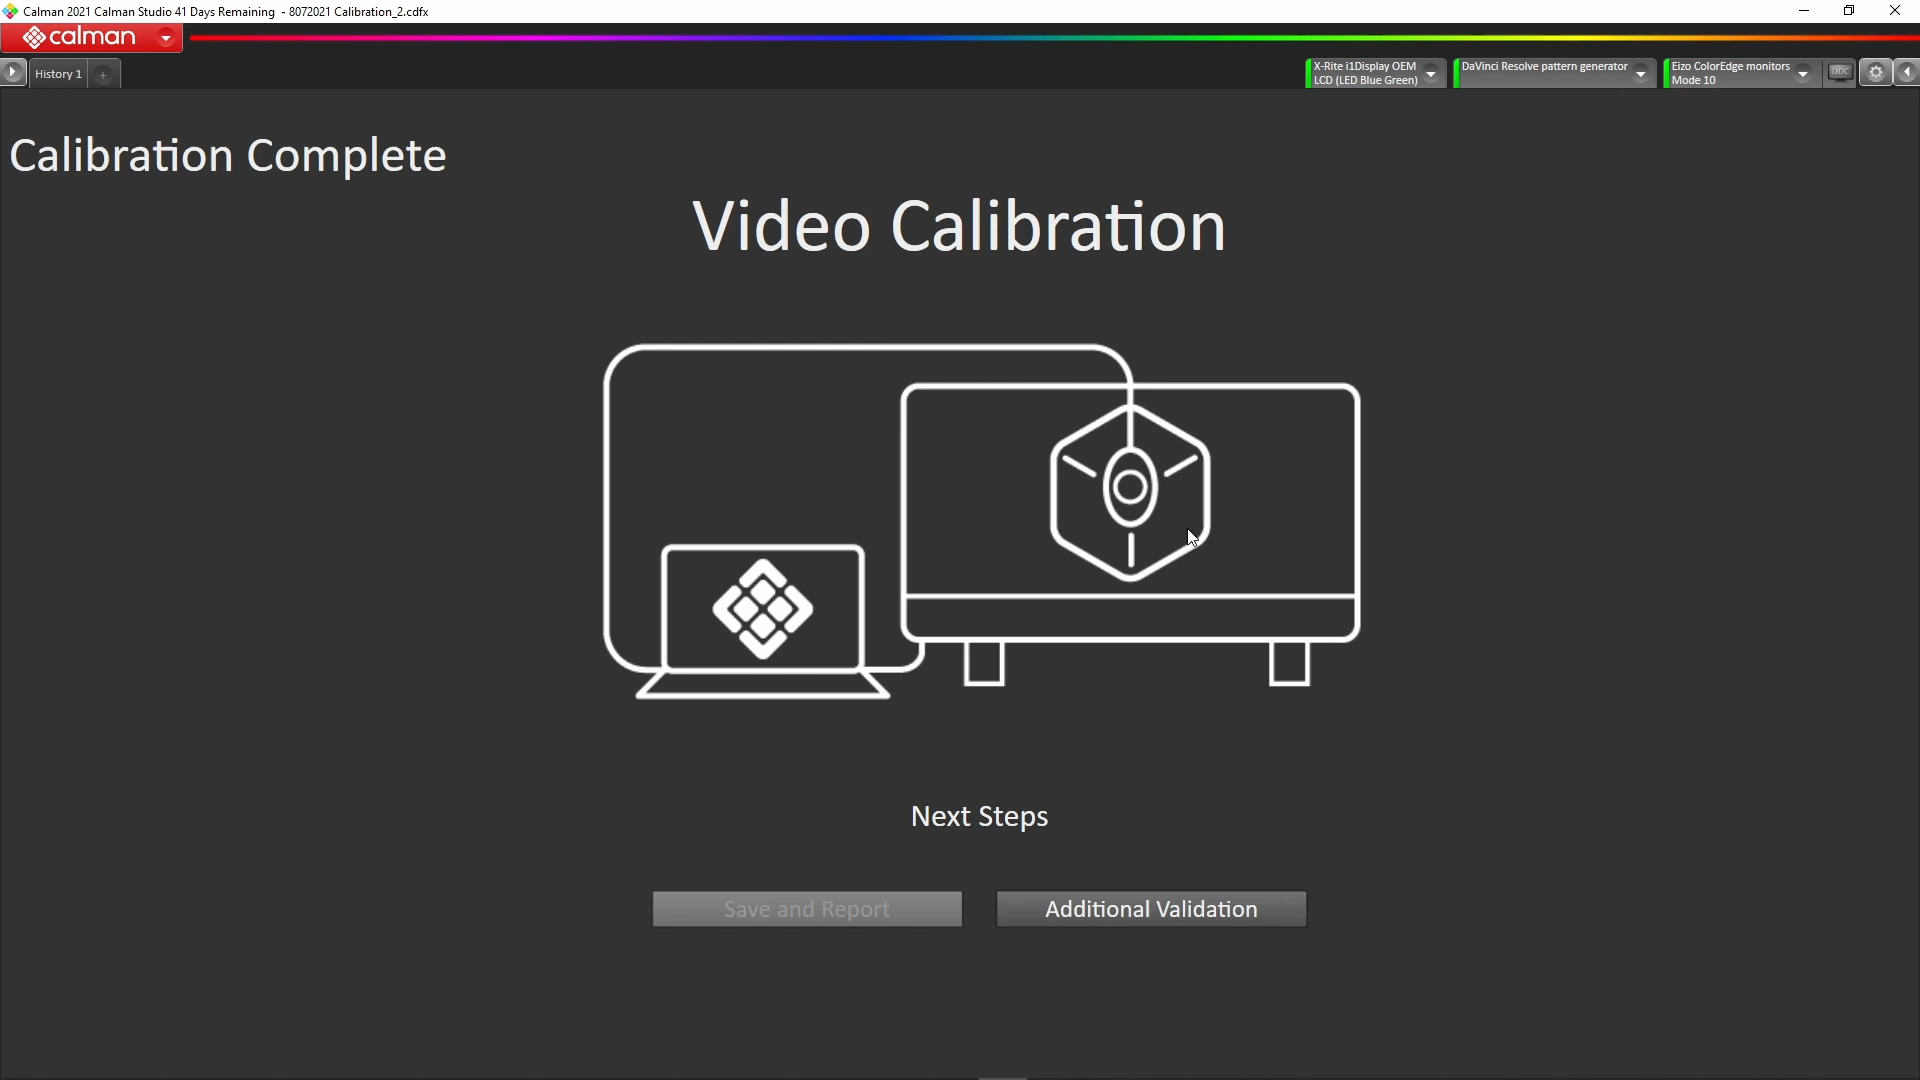 Calman 2021 Calman Studio 41 Days Remaining  - 8072021 Calibration_2.cdfx
calman
History 1
+
X-Rite i1Display OEM
LCD (LED Blue Green)
DaVinci Resolve pattern generator
Eizo ColorEdge monitors
Mode 10
DDC
Calibration Complete
Video Calibration
Next Steps
Save and Report
Additional Validation